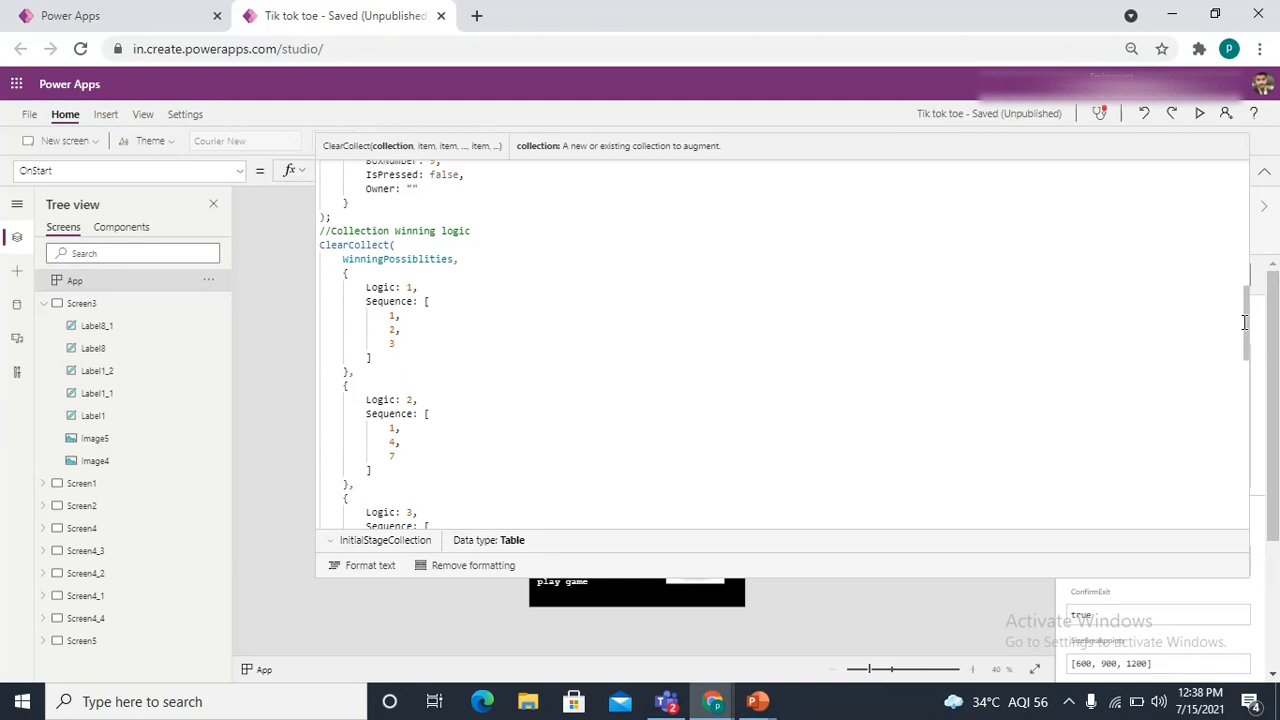 Power Apps
Tik tok toe - Saved (Unpublished)
in.create.powerapps.com/studio/
P
Power Apps
File
Home
Insert
View
Settings
Tik tok toe - Saved (Unpublished)
New screen
Theme
Courier New
ClearCollect(collection, item, item, ..., item, ...)
collection: A new or existing collection to augment.
OnStart
=
fx
BoxNumber: 9,
IsPressed: false,
Owner: ""
}
);
//Collection Winning logic
ClearCollect(
WinningPossiblities,
{
Logic: 1,
Sequence: [
1,
2,
3
]
},
{
Logic: 2,
Sequence: [
1,
4,
7
]
},
{
Logic: 3,
Sequence: [
InitialStageCollection
Data type: Table
Format text
Remove formatting
Tree view
Screens
Components
Search
App
Screen3
Label8_1
Label8
Label1_2
Label1_1
Label1
Image5
Image4
Screen1
Screen2
Screen4
Screen4_3
Screen4_2
Screen4_1
Screen4_4
Screen5
play game
ConfirmExit
true
SizeBreakpoints
[600, 900, 1200]
Activate Windows
Go to Settings to activate Windows.
App
40 %
Type here to search
34°C AQI 56
12:38 PM
7/15/2021